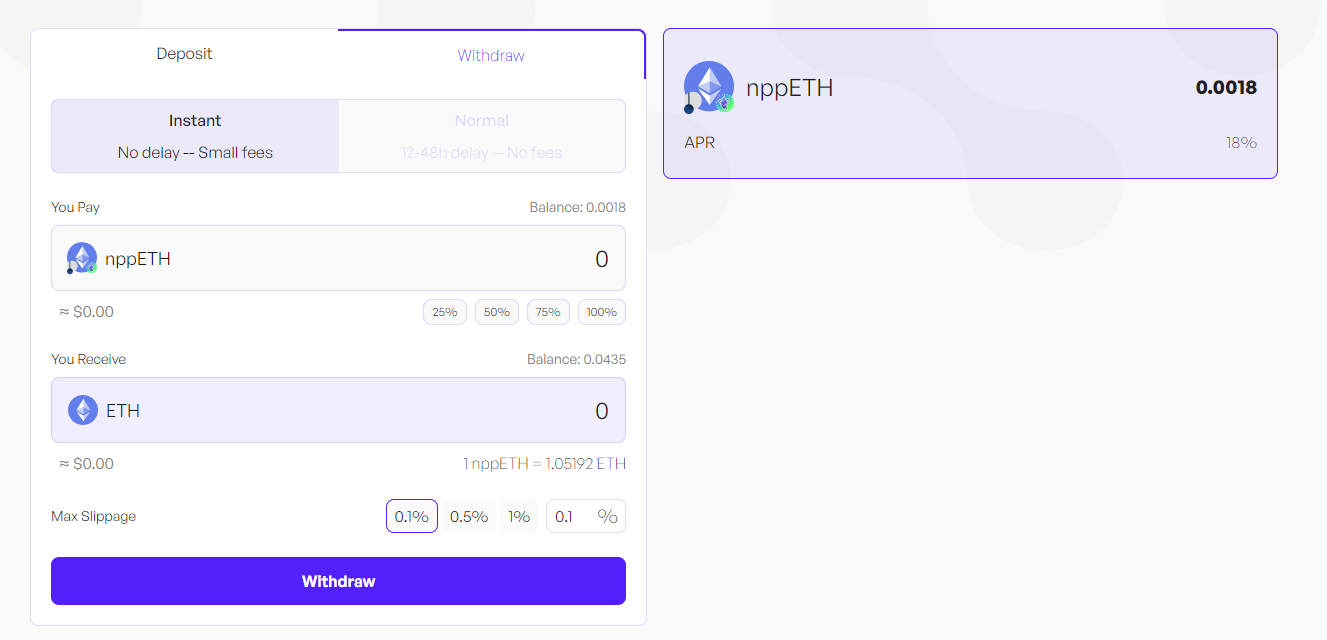 Deposit
Withdraw
Instant
No delay -- Small fees
Normal
12-48h delay -- No fees
You Pay
Balance: 0.0018
nppETH
0
≈ $0.00
25%
50%
75%
100%
You Receive
Balance: 0.0435
ETH
0
≈ $0.00
1 nppETH = 1.05192 ETH
Max Slippage
0.1%
0.5%
1%
0.1 %
Withdraw
nppETH
0.0018
APR
18%